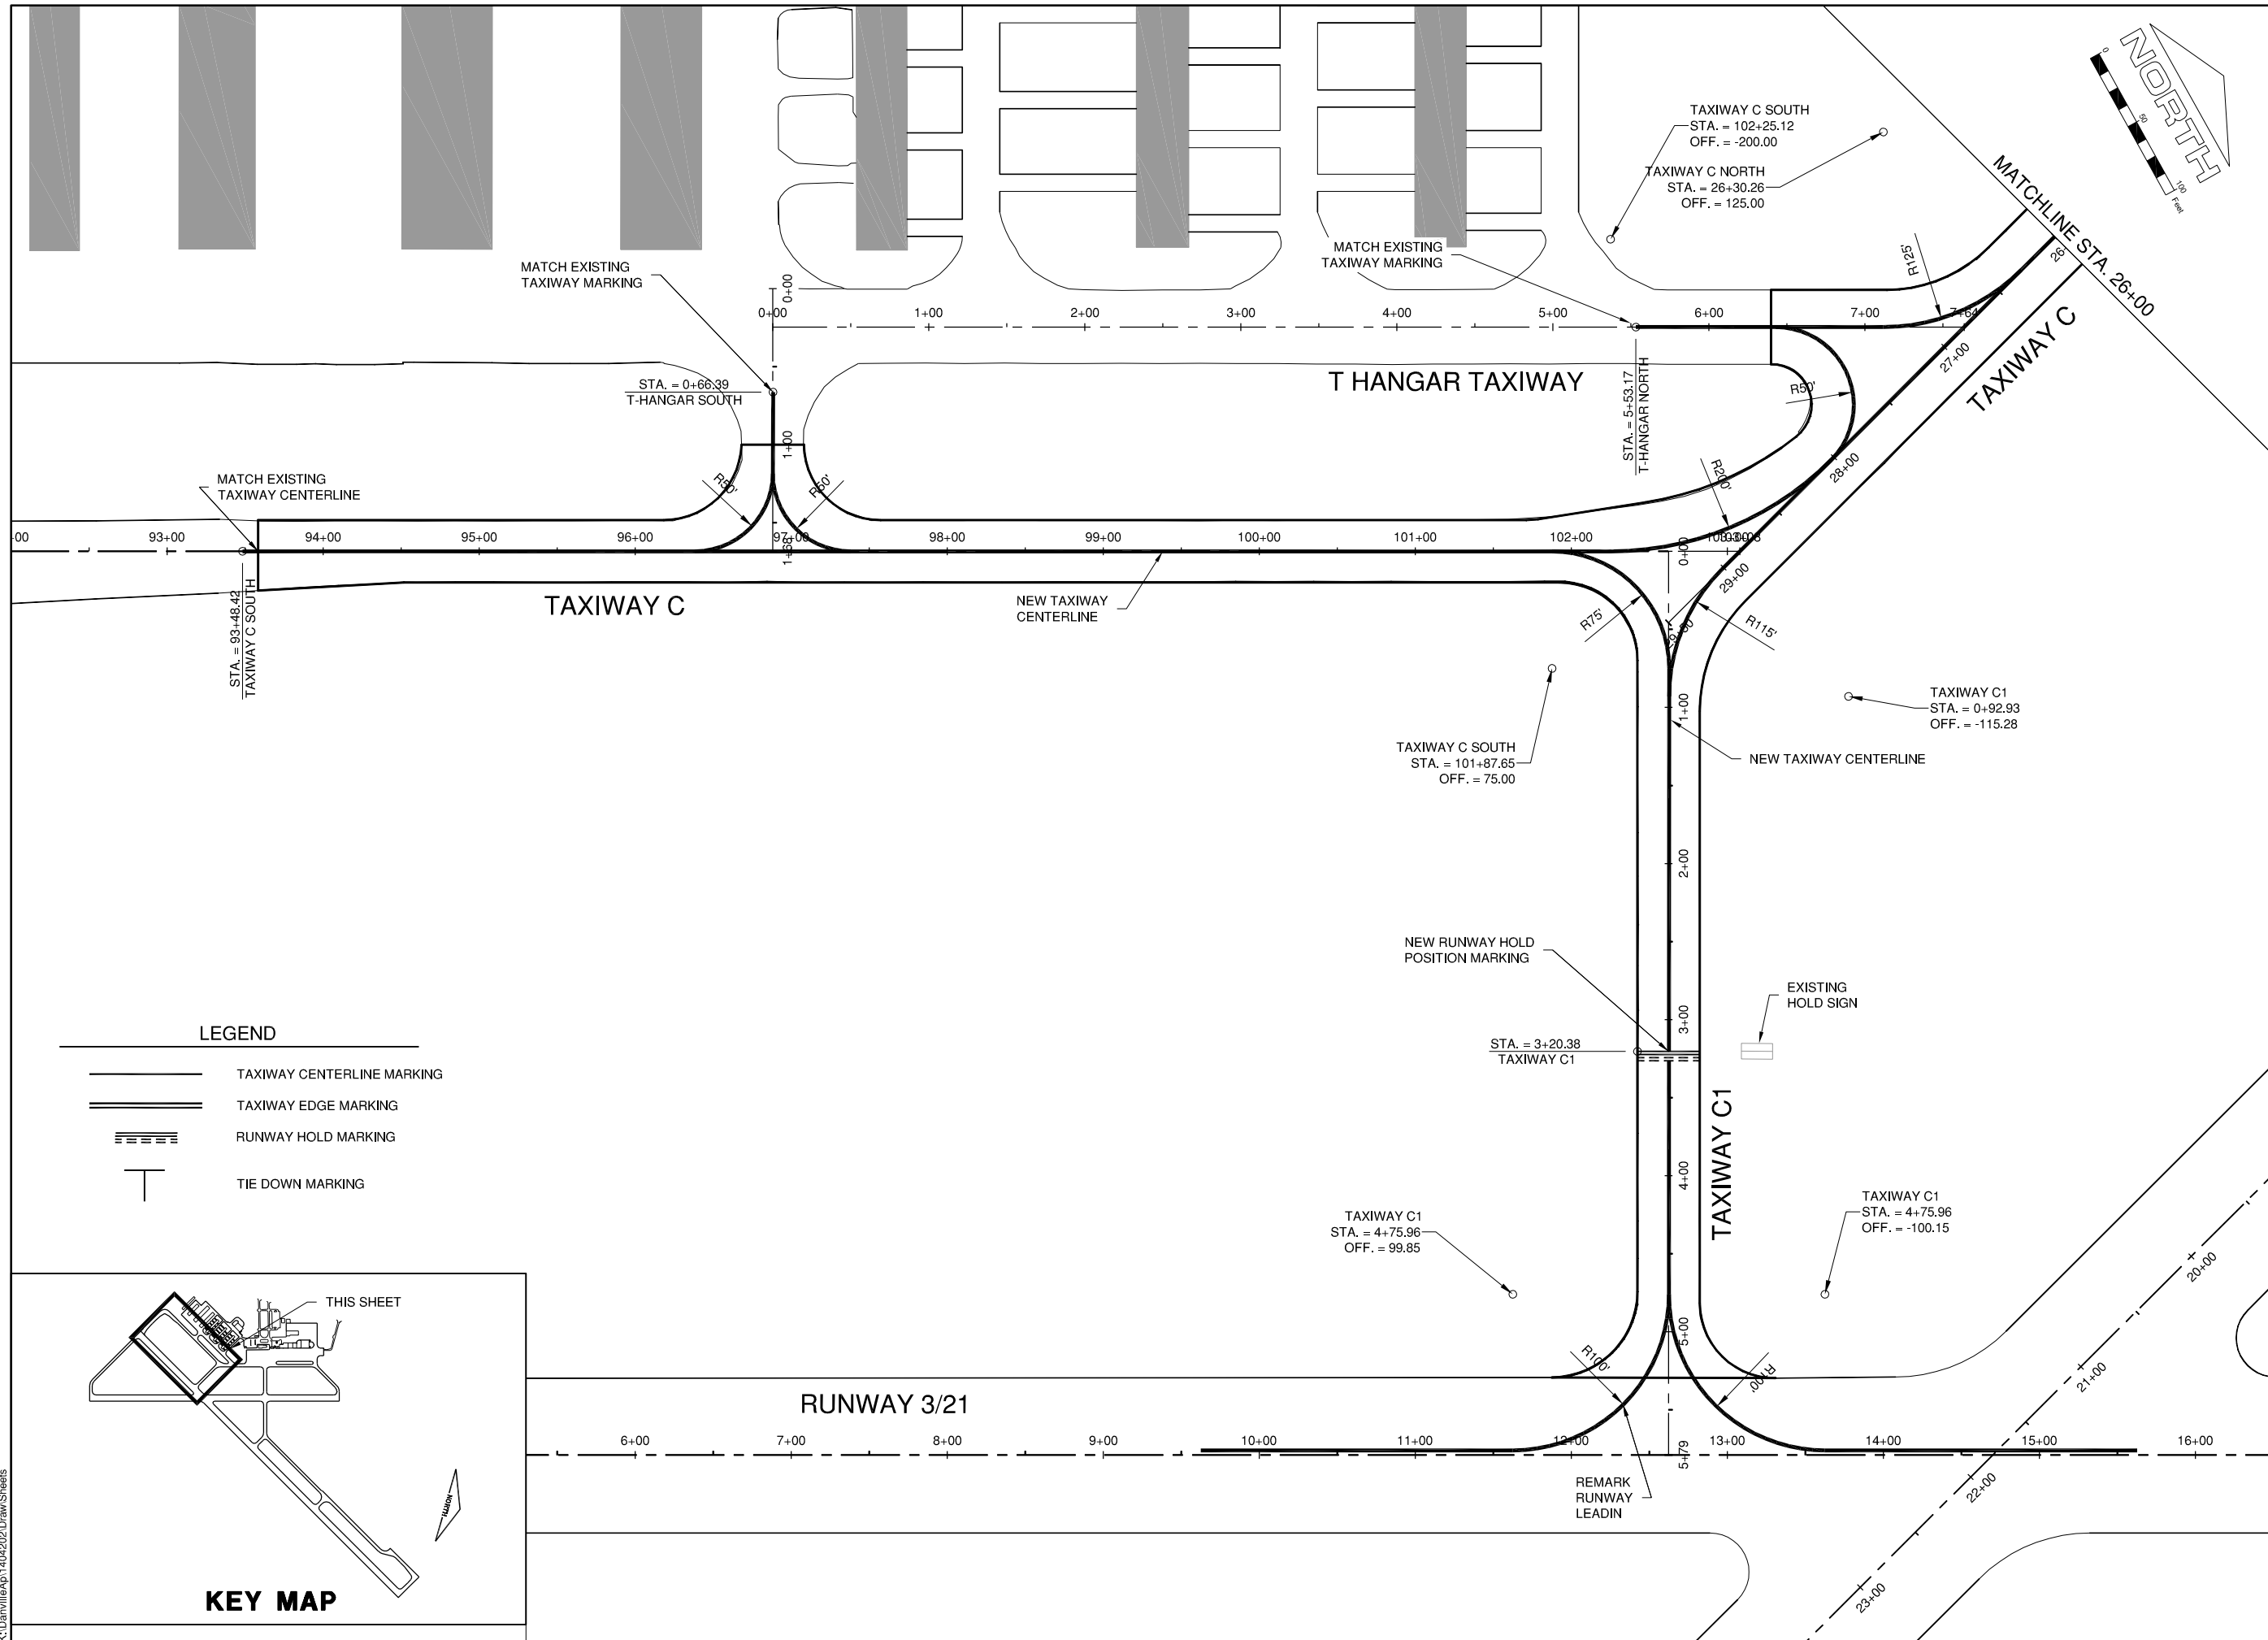 NORTH
0
50
100
Feet
TAXIWAY C SOUTH
STA. = 102+25.12
OFF. = -200.00
TAXIWAY C NORTH
STA. = 26+30.26
OFF. = 125.00
MATCHLINE STA. 26+00
MATCH EXISTING
TAXIWAY MARKING
MATCH EXISTING
TAXIWAY MARKING
0+00
0+00
1+00
2+00
3+00
4+00
5+00
6+00
7+00
7+64
R125'
26
27+00
TAXIWAY C
STA. = 0+66.39
T-HANGAR SOUTH
T HANGAR TAXIWAY
STA. = 5+53.17
T-HANGAR NORTH
R50'
1+00
28+00
MATCH EXISTING
TAXIWAY CENTERLINE
R50'
R50'
R200'
93+00
94+00
95+00
96+00
97+00
98+00
99+00
100+00
101+00
102+00
1+68
0+00
29+00
STA. = 93+48.42
TAXIWAY C SOUTH
TAXIWAY C
NEW TAXIWAY
CENTERLINE
R75'
R115'
TAXIWAY C1
STA. = 0+92.93
OFF. = -115.28
1+00
TAXIWAY C SOUTH
STA. = 101+87.65
OFF. = 75.00
NEW TAXIWAY CENTERLINE
2+00
NEW RUNWAY HOLD
POSITION MARKING
EXISTING
HOLD SIGN
3+00
STA. = 3+20.38
TAXIWAY C1
LEGEND
TAXIWAY CENTERLINE MARKING
TAXIWAY EDGE MARKING
RUNWAY HOLD MARKING
TIE DOWN MARKING
TAXIWAY C1
4+00
TAXIWAY C1
STA. = 4+75.96
OFF. = 99.85
TAXIWAY C1
STA. = 4+75.96
OFF. = -100.15
5+00
R100'
R100'
20+00
21+00
22+00
23+00
THIS SHEET
NORTH
KEY MAP
RUNWAY 3/21
6+00
7+00
8+00
9+00
10+00
11+00
12+00
13+00
14+00
15+00
16+00
5+79
REMARK
RUNWAY
LEADIN